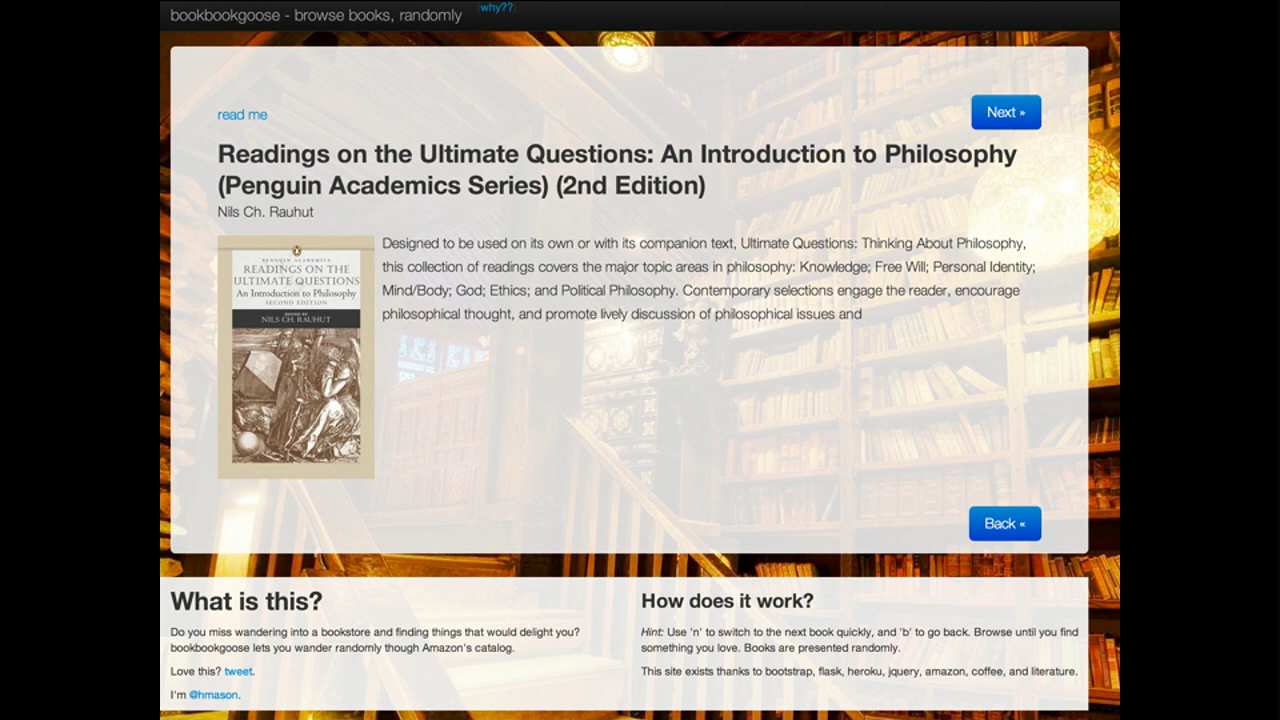 bookbookgoose - browse books, randomly (why??)
read me
Next »
Readings on the Ultimate Questions: An Introduction to Philosophy
(Penguin Academics Series) (2nd Edition)
Nils Ch. Rauhut
PENGUIN ACADEMICS
READINGS ON THE
ULTIMATE QUESTIONS
An Introduction to Philosophy
SECOND EDITION
EDITED BY
NILS CH. RAUHUT
Designed to be used on its own or with its companion text, Ultimate Questions: Thinking About Philosophy,
this collection of readings covers the major topic areas in philosophy: Knowledge; Free Will; Personal Identity;
Mind/Body; God; Ethics; and Political Philosophy. Contemporary selections engage the reader, encourage
philosophical thought, and promote lively discussion of philosophical issues and
Back «
What is this?
Do you miss wandering into a bookstore and finding things that would delight you?
bookbookgoose lets you wander randomly though Amazon's catalog.
Love this? tweet.
I'm @hmason.
How does it work?
Hint: Use 'n' to switch to the next book quickly, and 'b' to go back. Browse until you find
something you love. Books are presented randomly.
This site exists thanks to bootstrap, flask, heroku, jquery, amazon, coffee, and literature.